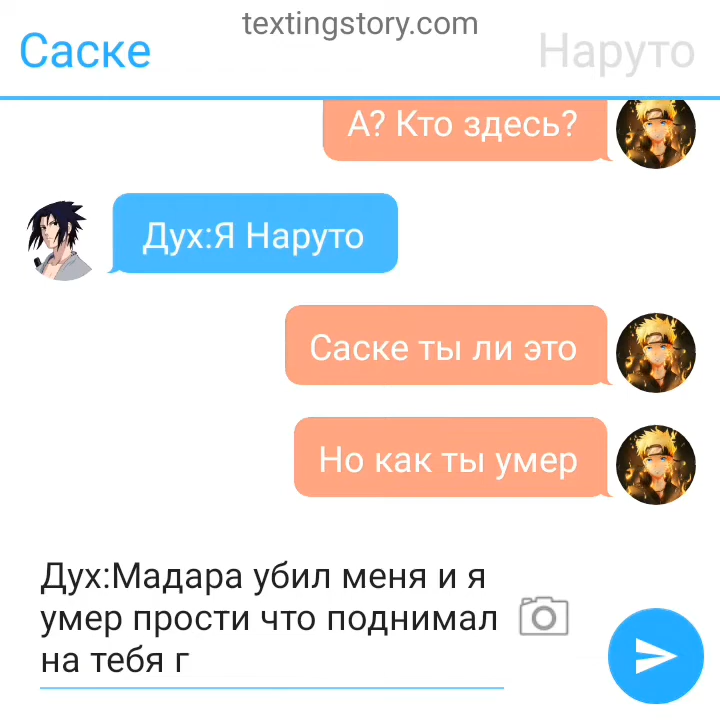 textingstory.com
Саске
Наруто
А? Кто здесь?
Дух:Я Наруто
Саске ты ли это
Но как ты умер
Дух:Мадара убил меня и я
умер прости что поднимал
на тебя г